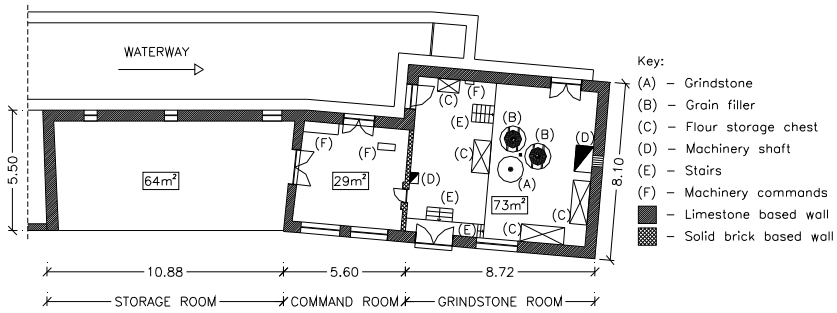 WATERWAY
5.50
64m²
(F)
(F)
29m²
(C)
(F)
(E)
(B)
(B)
(C)
(D)
(D)
(A)
(E)
73m²
(C)
(E)
(C)
8.10
10.88
5.60
8.72
STORAGE ROOM
COMMAND ROOM
GRINDSTONE ROOM
Key:
(A) - Grindstone
(B) - Grain filler
(C) - Flour storage chest
(D) - Machinery shaft
(E) - Stairs
(F) - Machinery commands
- Limestone based wall
- Solid brick based wall